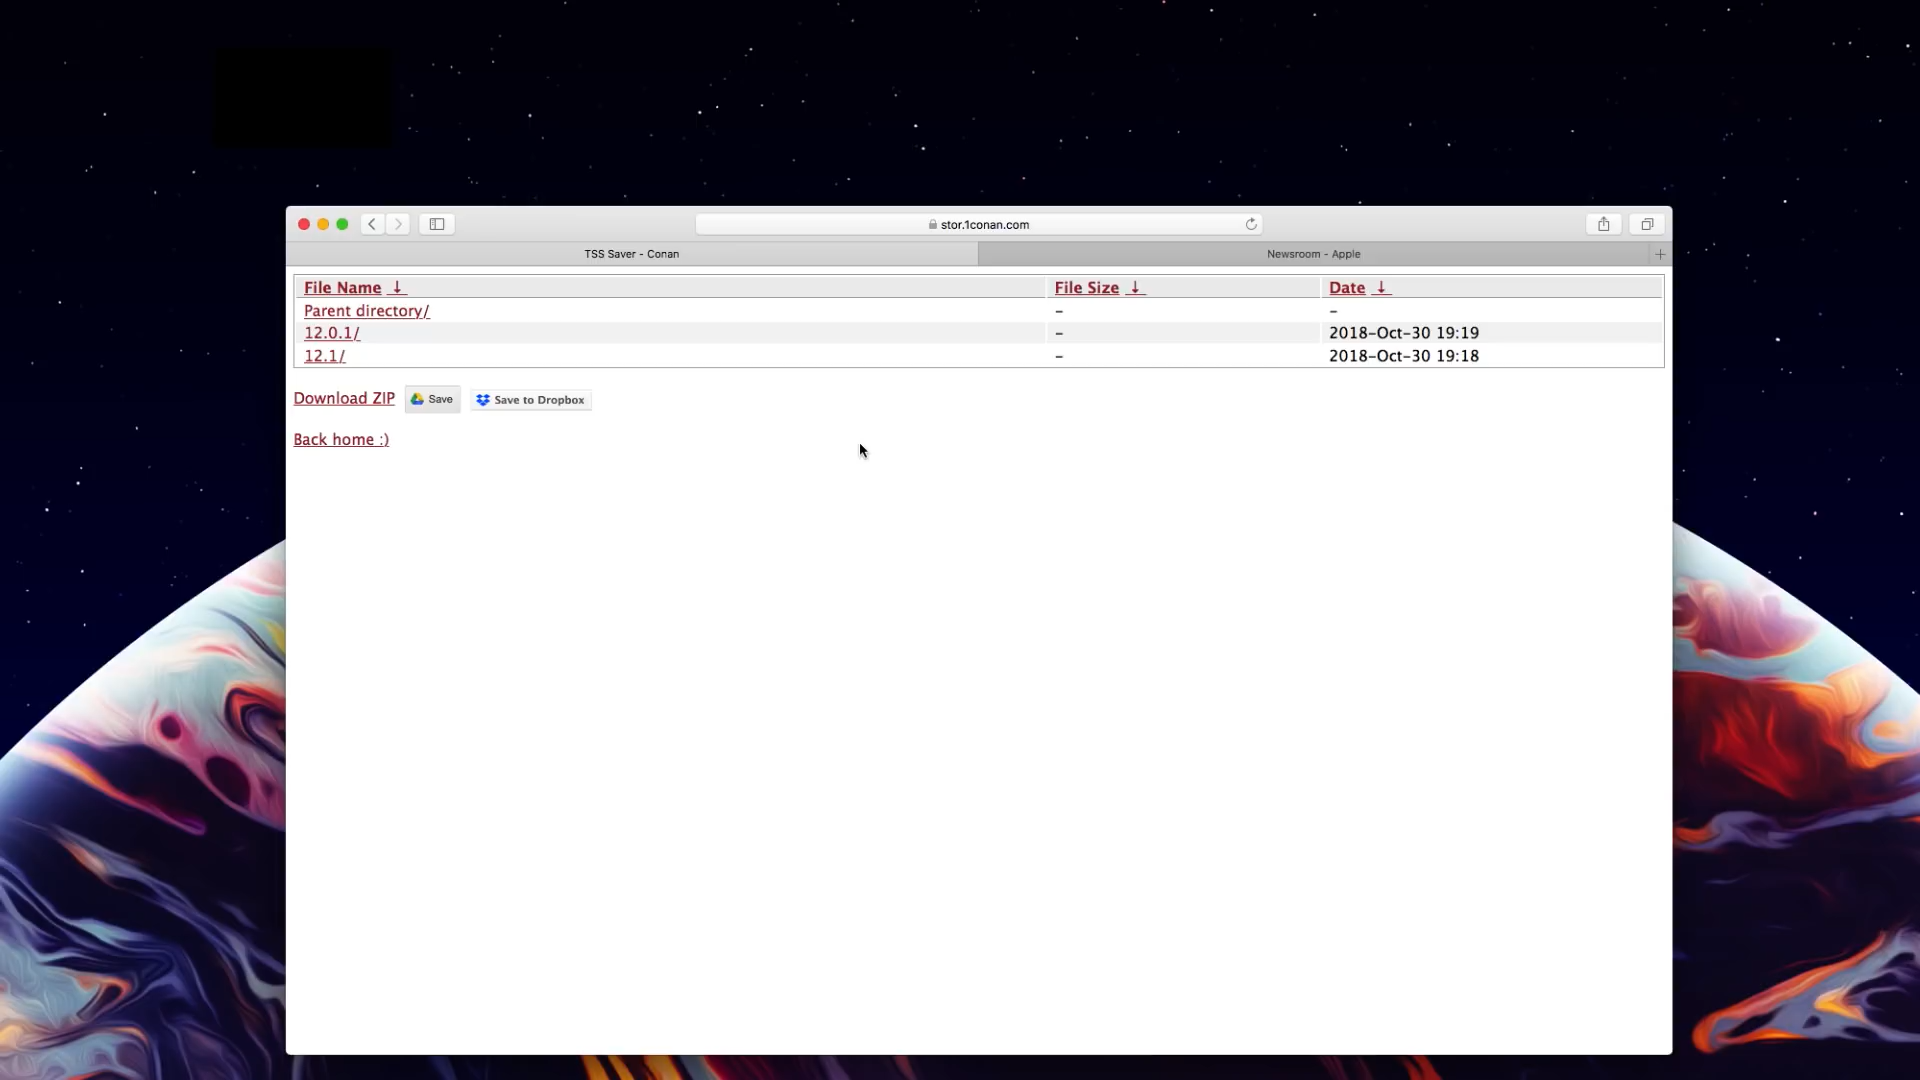 stor.1conan.com
TSS Saver - Conan Newsroom - Apple
File Name ↓ File Size ↓ Date ↓
Parent directory/ - -
12.0.1/ - 2018-Oct-30 19:19
12.1/ - 2018-Oct-30 19:18
Download ZIP Save Save to Dropbox
Back home :)